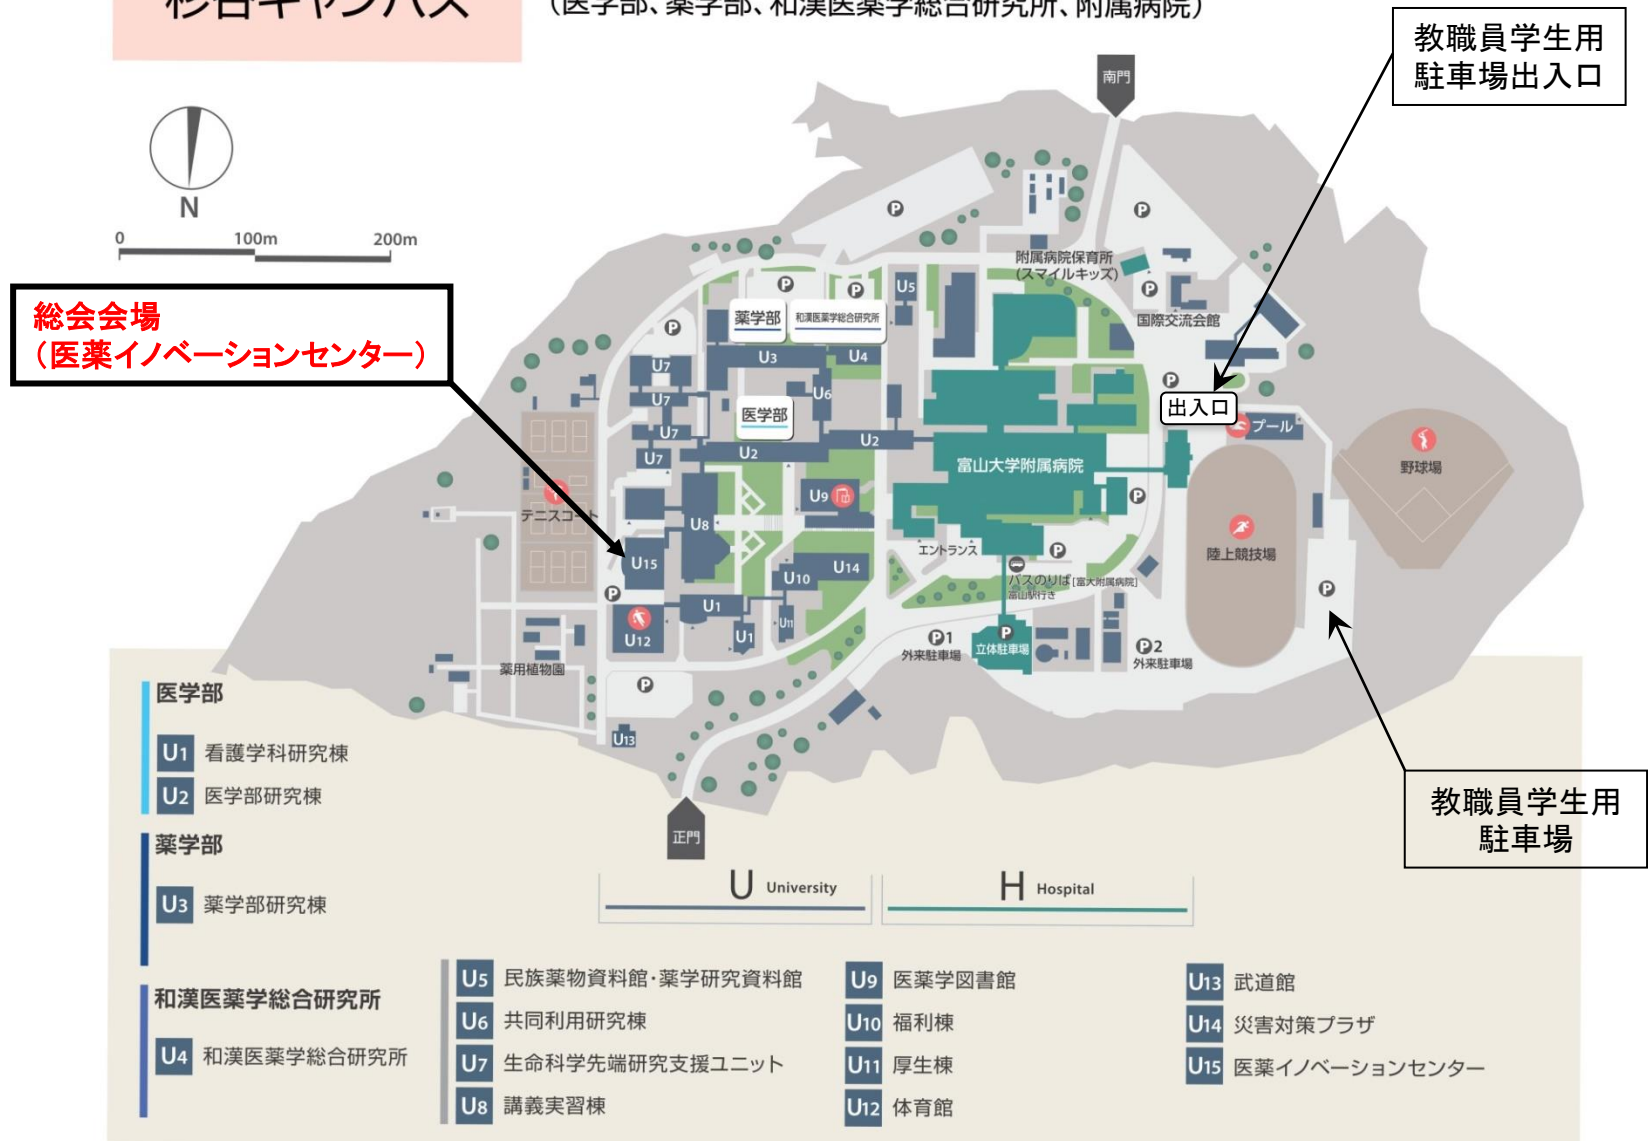 杉谷キャンパス
（医学部、薬学部、和漢医薬学総合研究所、附属病院）
教職員学生用
駐車場出入口
南門
N
0 100m 200m
P
P
附属病院保育所
(スマイルキッズ)
P
国際交流会館
総会会場
（医薬イノベーションセンター）
P
P
U5
薬学部
和漢医薬学総合研究所
P
U3
U4
U7
U6
U7
医学部
U7
U2
U2
U7
P
出入口
プール
野球場
富山大学附属病院
U9
P
テニスコート
U8
エントランス
P
陸上競技場
U15
U10
U14
バスのりば [富大附属病院]
富山駅行き
P
P
U1
U12
U1
U11
P1
外来駐車場
P
立体駐車場
P2
外来駐車場
薬用植物園
P
U13
正門
教職員学生用
駐車場
医学部
U1 看護学科研究棟
U2 医学部研究棟
薬学部
U3 薬学部研究棟
和漢医薬学総合研究所
U4 和漢医薬学総合研究所
U University
H Hospital
U5 民族薬物資料館・薬学研究資料館
U6 共同利用研究棟
U7 生命科学先端研究支援ユニット
U8 講義実習棟
U9 医薬学図書館
U10 福利棟
U11 厚生棟
U12 体育館
U13 武道館
U14 災害対策プラザ
U15 医薬イノベーションセンター